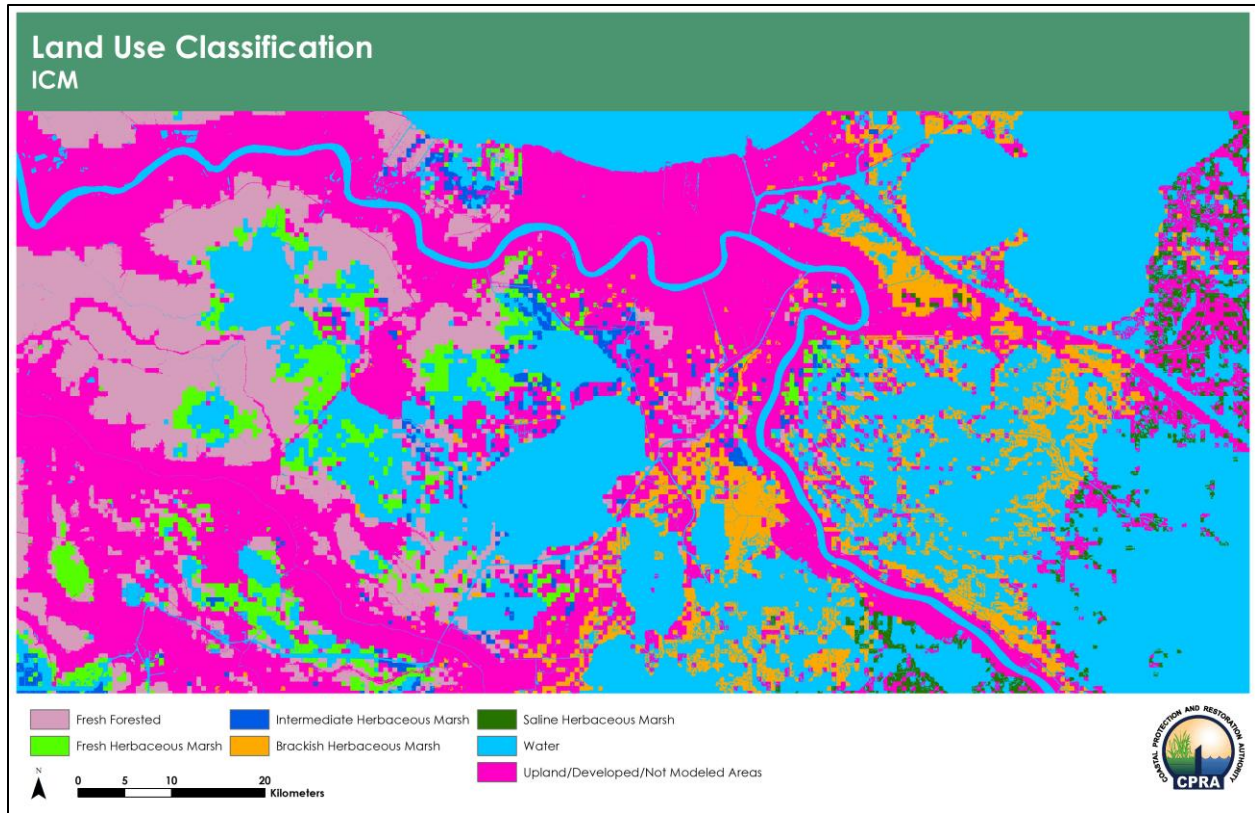 Land Use Classification
ICM
Fresh Forested
Fresh Herbaceous Marsh
Intermediate Herbaceous Marsh
Brackish Herbaceous Marsh
Saline Herbaceous Marsh
Water
Upland/Developed/Not Modeled Areas
N
0 5 10 20
Kilometers
COASTAL PROTECTION AND RESTORATION AUTHORITY
CPRA